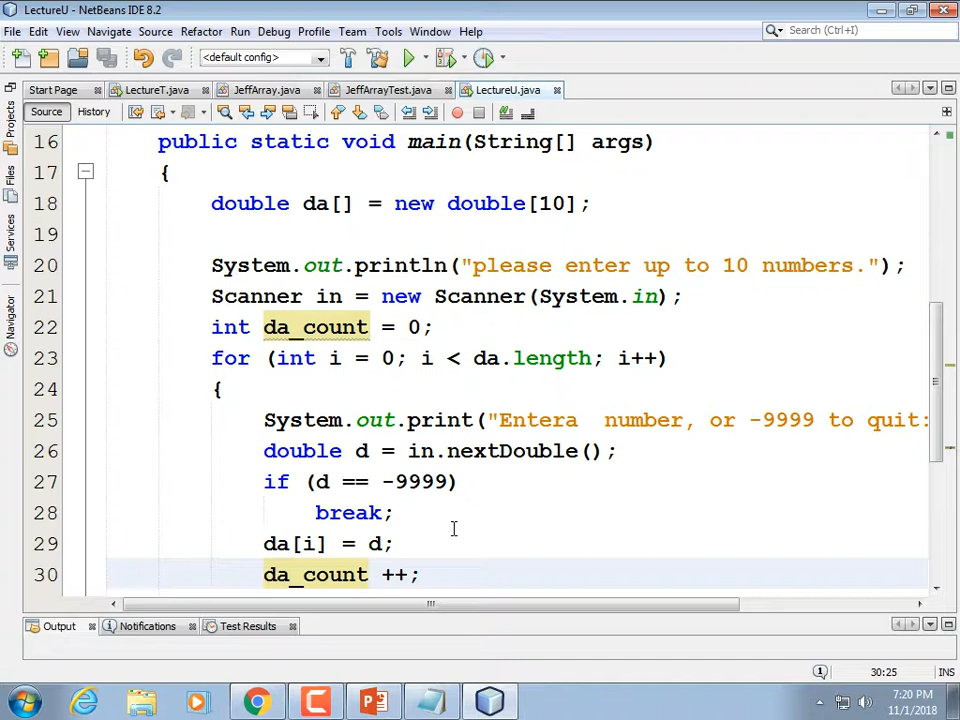 LectureU - NetBeans IDE 8.2
File Edit View Navigate Source Refactor Run Debug Profile Team Tools Window Help
Search (Ctrl+I)
<default config>
Start Page LectureT.java JeffArray.java JeffArrayTest.java LectureU.java
Source History
Projects
Files
Services
Navigator
16 public static void main(String[] args)
17 {
18 double da[] = new double[10];
19
20 System.out.println("please enter up to 10 numbers.");
21 Scanner in = new Scanner(System.in);
22 int da_count = 0;
23 for (int i = 0; i < da.length; i++)
24 {
25 System.out.print("Entera  number, or -9999 to quit:
26 double d = in.nextDouble();
27 if (d == -9999)
28 break;
29 da[i] = d;
30 da_count ++;
Output Notifications Test Results
30:25 INS
7:20 PM
11/1/2018